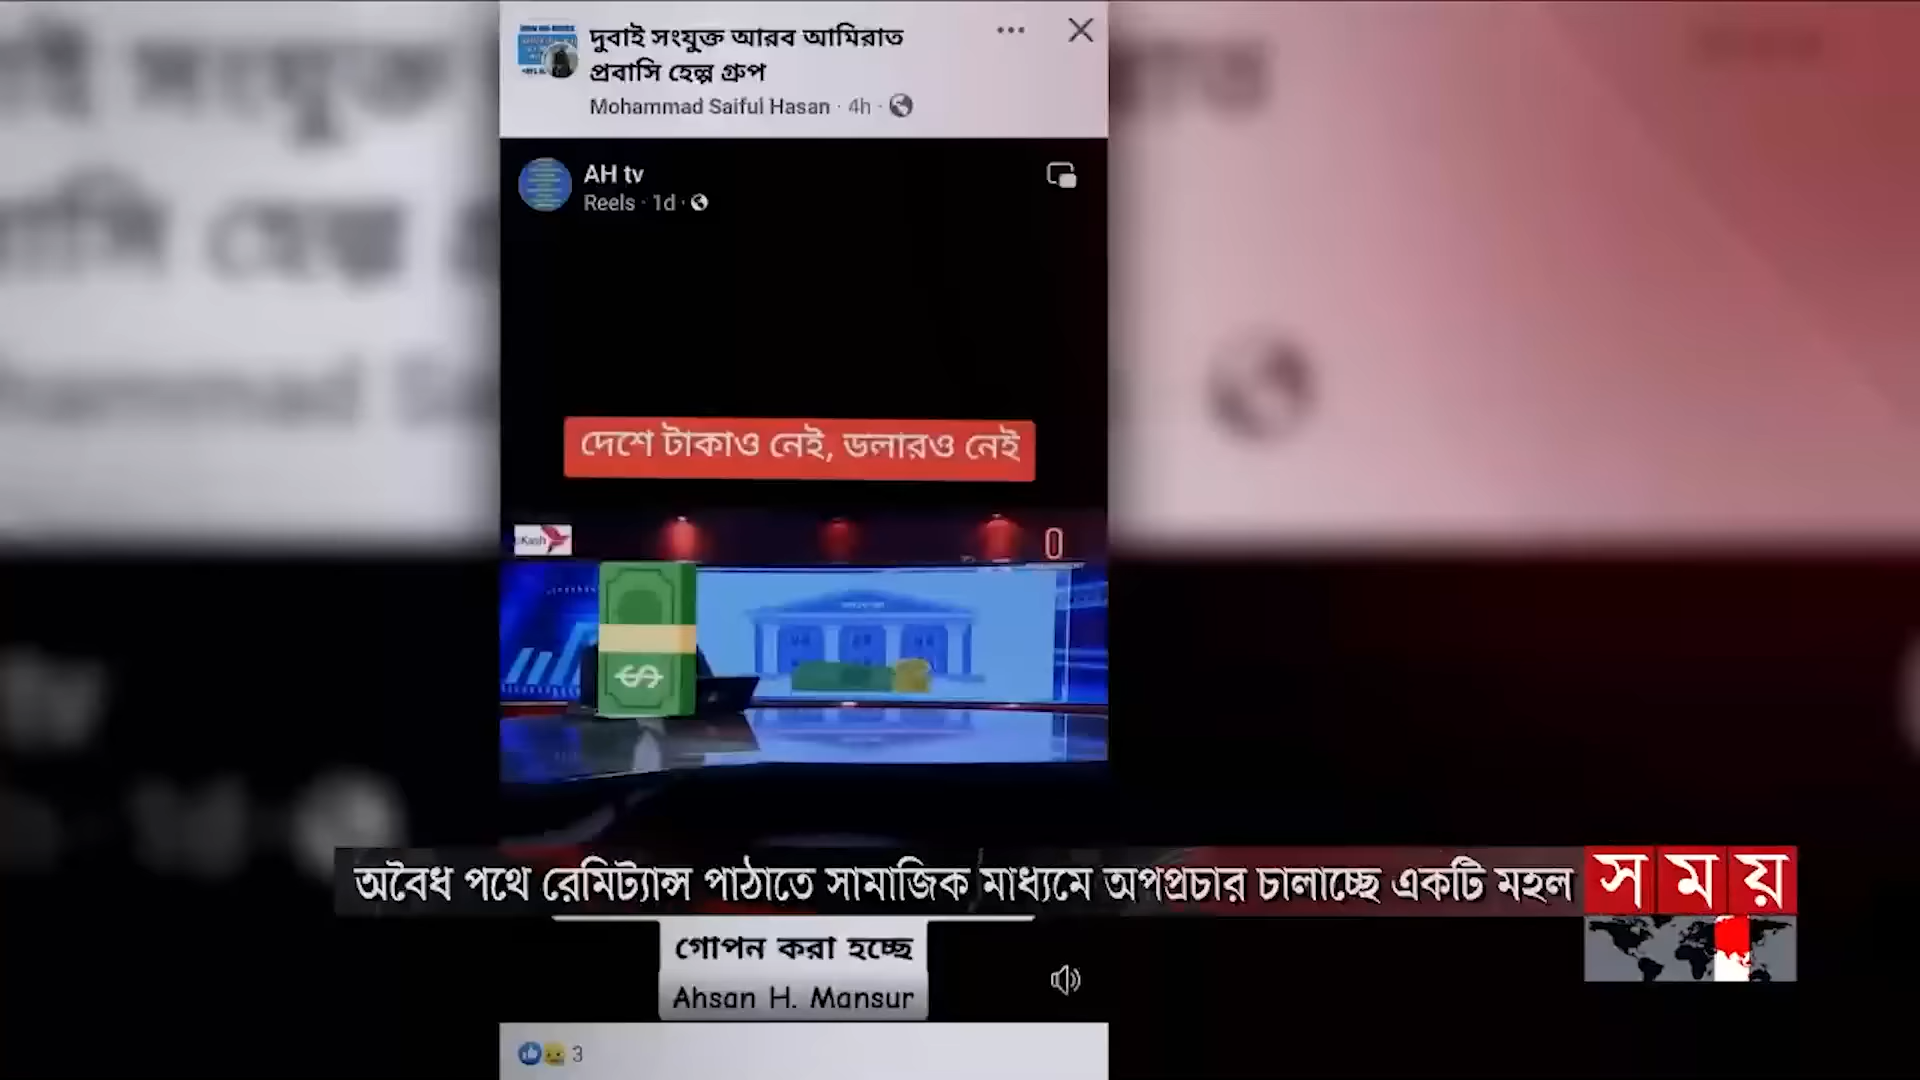 দুবাই সংযুক্ত আরব আমিরাত
প্রবাসি হেল্প গ্রুপ
Mohammad Saiful Hasan · 4h ·
AH tv
Reels · 1d ·
দেশে টাকাও নেই, ডলারও নেই
অবৈধ পথে রেমিট্যান্স পাঠাতে সামাজিক মাধ্যমে অপপ্রচার চালাচ্ছে একটি মহল
সময়
গোপন করা হচ্ছে
Ahsan H. Mansur
3